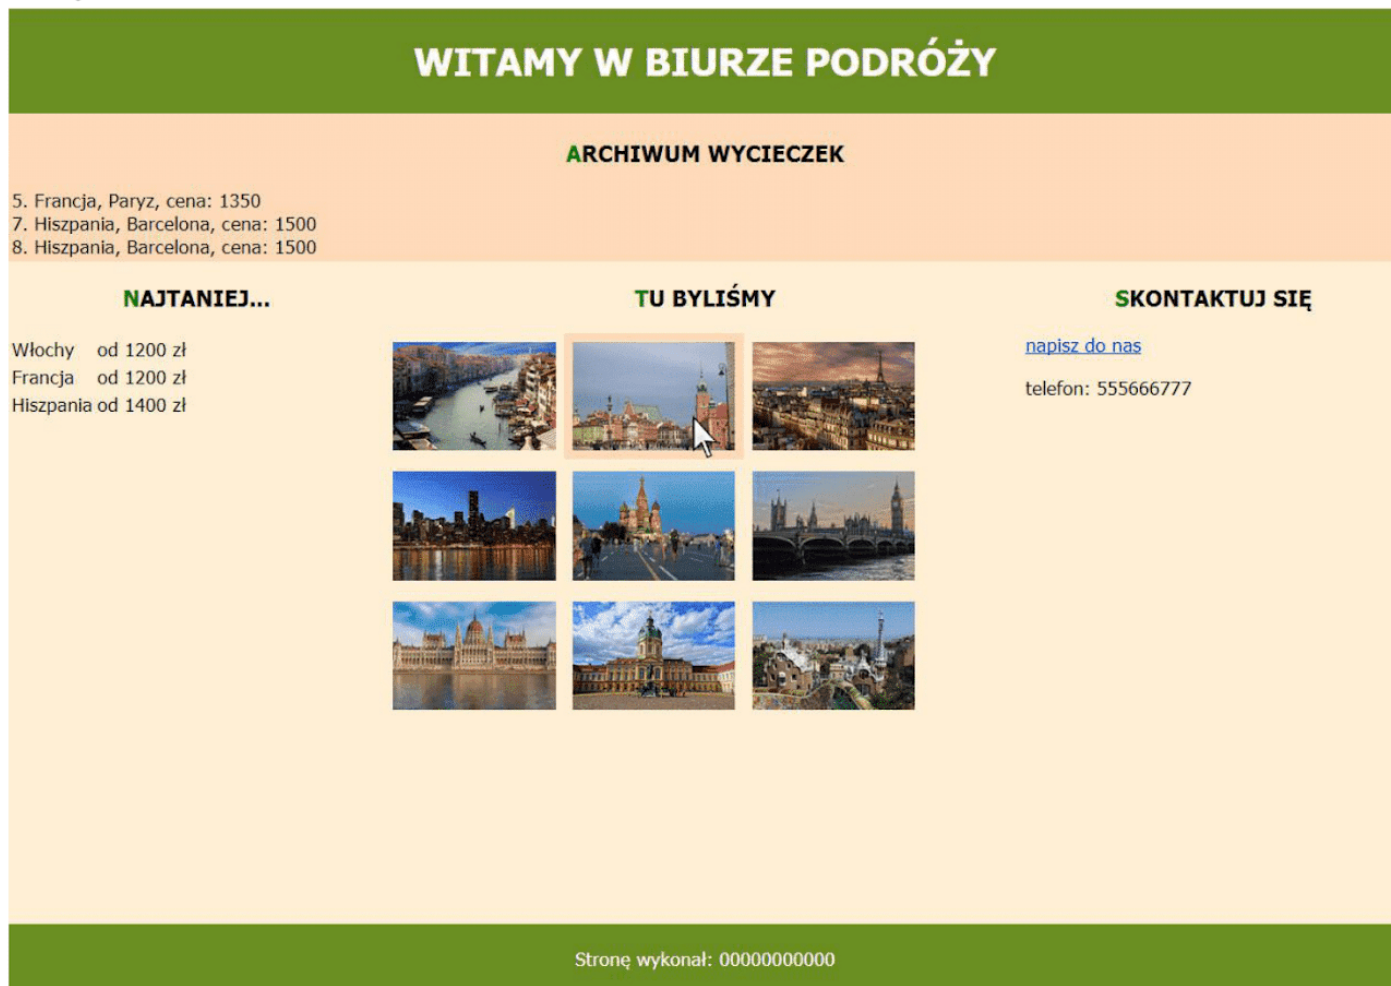 WITAMY W BIURZE PODRÓŻY
ARCHIWUM WYCIECZEK
5. Francja, Paryz, cena: 1350
7. Hiszpania, Barcelona, cena: 1500
8. Hiszpania, Barcelona, cena: 1500
NAJTANIEJ...
Włochy od 1200 zł
Francja od 1200 zł
Hiszpania od 1400 zł
TU BYLIŚMY
SKONTAKTUJ SIĘ
napisz do nas
telefon: 555666777
Stronę wykonał: 00000000000